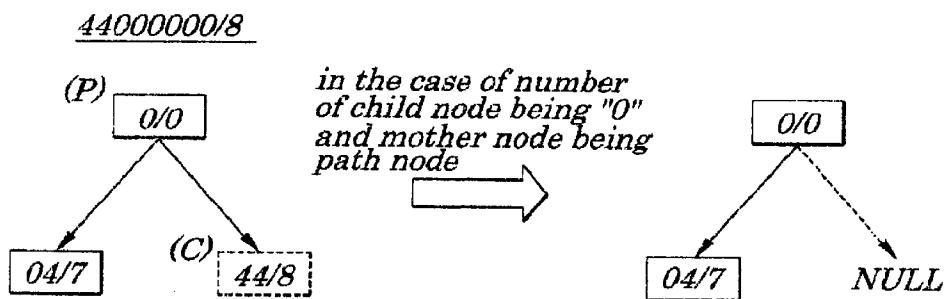 44000000/8
(P)
0/0
in the case of number
of child node being "0"
and mother node being
path node
0/0
04/7
(C)
44/8
04/7
NULL